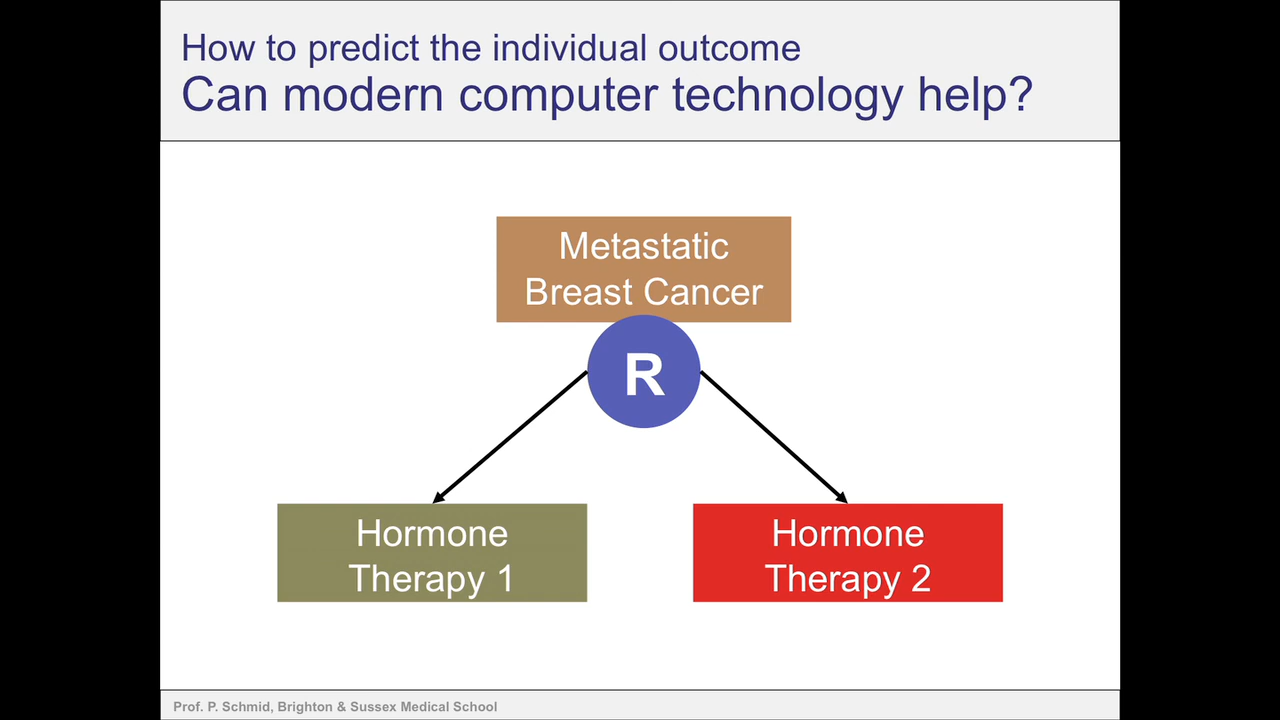 How to predict the individual outcome
Can modern computer technology help?
Metastatic
Breast Cancer
R
Hormone
Therapy 1
Hormone
Therapy 2
Prof. P. Schmid, Brighton & Sussex Medical School